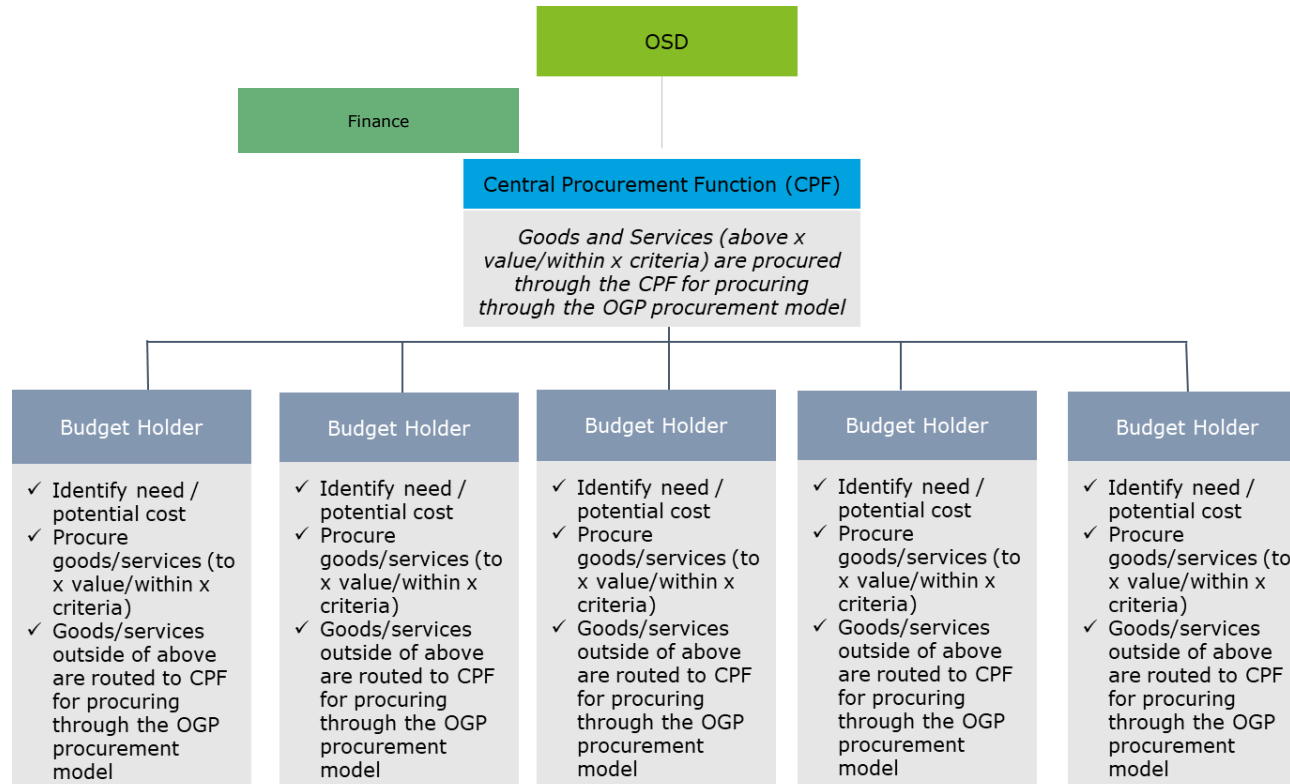 OSD
Finance
Central Procurement Function (CPF)
Goods and Services (above x
value/within x criteria) are procured
through the CPF for procuring
through the OGP procurement model
Budget Holder
✓ Identify need /
potential cost
✓ Procure
goods/services (to
x value/within x
criteria)
✓ Goods/services
outside of above
are routed to CPF
for procuring
through the OGP
procurement
model
Budget Holder
✓ Identify need /
potential cost
✓ Procure
goods/services (to
x value/within x
criteria)
✓ Goods/services
outside of above
are routed to CPF
for procuring
through the OGP
procurement
model
Budget Holder
✓ Identify need /
potential cost
✓ Procure
goods/services (to
x value/within x
criteria)
✓ Goods/services
outside of above
are routed to CPF
for procuring
through the OGP
procurement
model
Budget Holder
✓ Identify need /
potential cost
✓ Procure
goods/services (to
x value/within x
criteria)
✓ Goods/services
outside of above
are routed to CPF
for procuring
through the OGP
procurement
model
Budget Holder
✓ Identify need /
potential cost
✓ Procure
goods/services (to
x value/within x
criteria)
✓ Goods/services
outside of above
are routed to CPF
for procuring
through the OGP
procurement
model